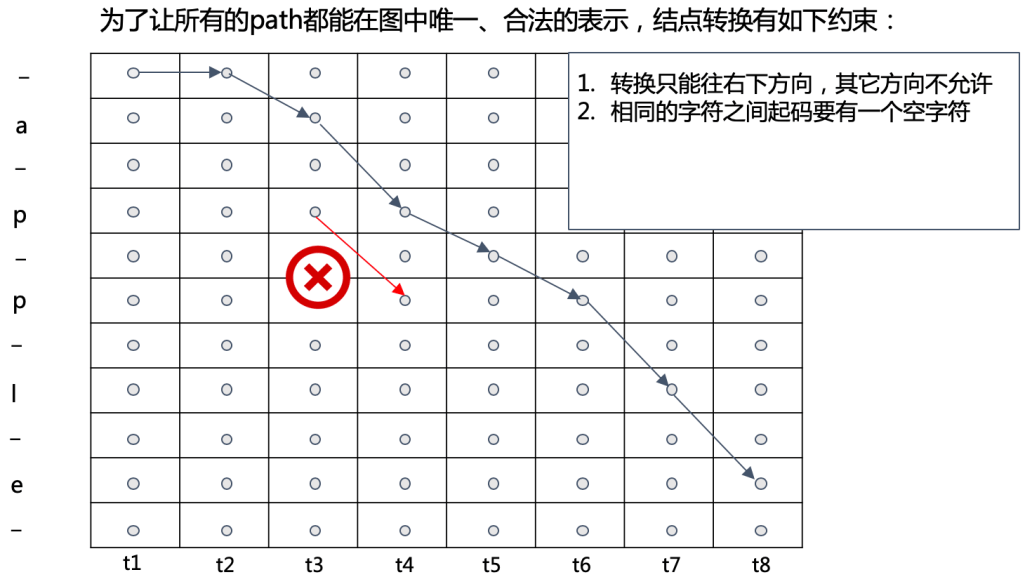 为了让所有的path都能在图中唯一、合法的表示，结点转换有如下约束：
1. 转换只能往右下方向，其它方向不允许
2. 相同的字符之间起码要有一个空字符
–
a
–
p
–
p
–
l
–
e
–
t1 t2 t3 t4 t5 t6 t7 t8